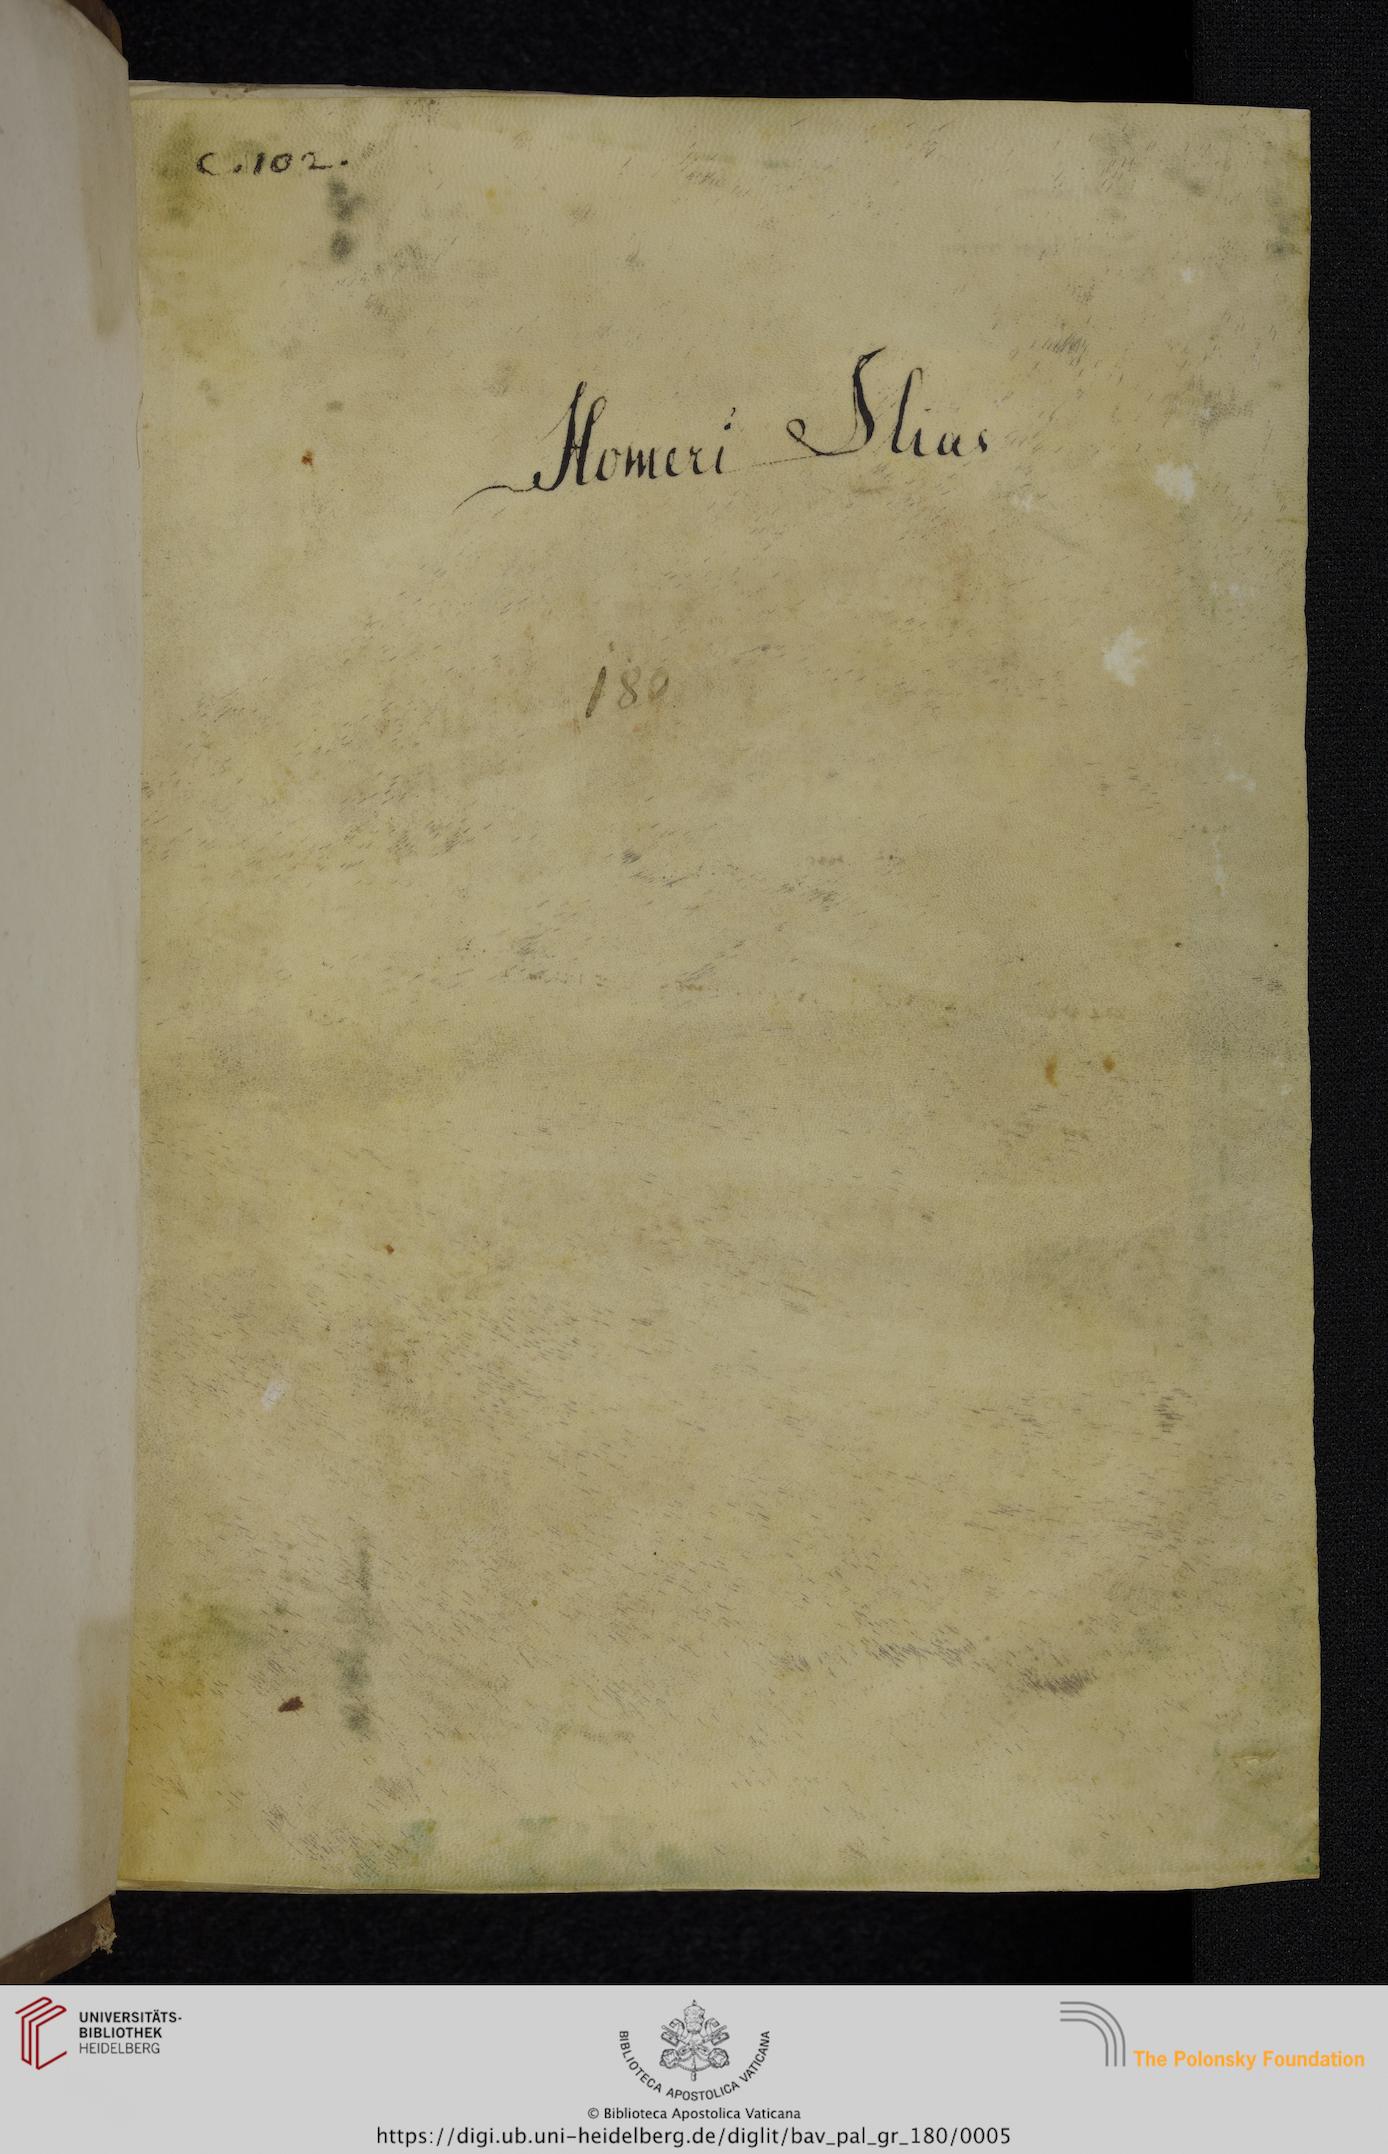 C . 102 .
Homeri Ilias
180
UNIVERSITÄTS-
BIBLIOTHEK
HEIDELBERG
BIBLIOTECA APOSTOLICA VATICANA
The Polonsky Foundation
© Biblioteca Apostolica Vaticana
https://digi.ub.uni-heidelberg.de/diglit/bav_pal_gr_180/0005